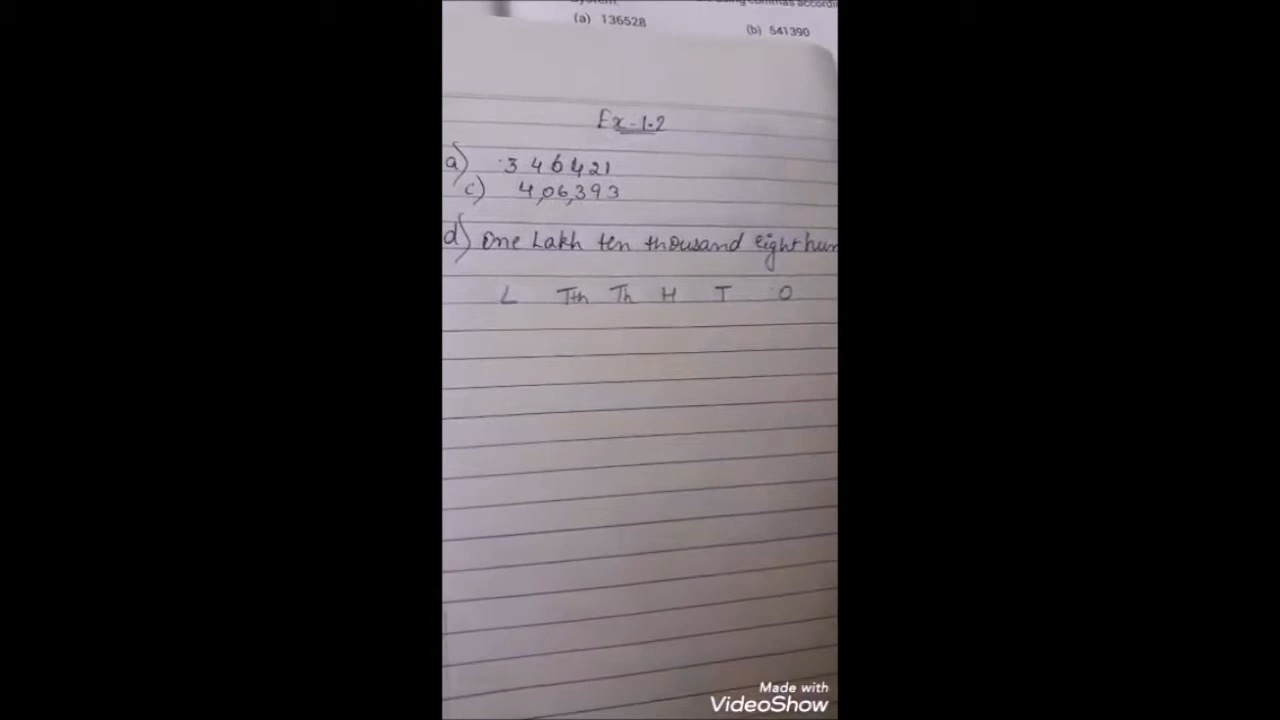 (a) 136528
(b) 541390
Ex-1.2
a) 346421
c) 4,06,393
d) One Lakh ten thousand eight hun
L Tth Th H T O
Made with
VideoShow